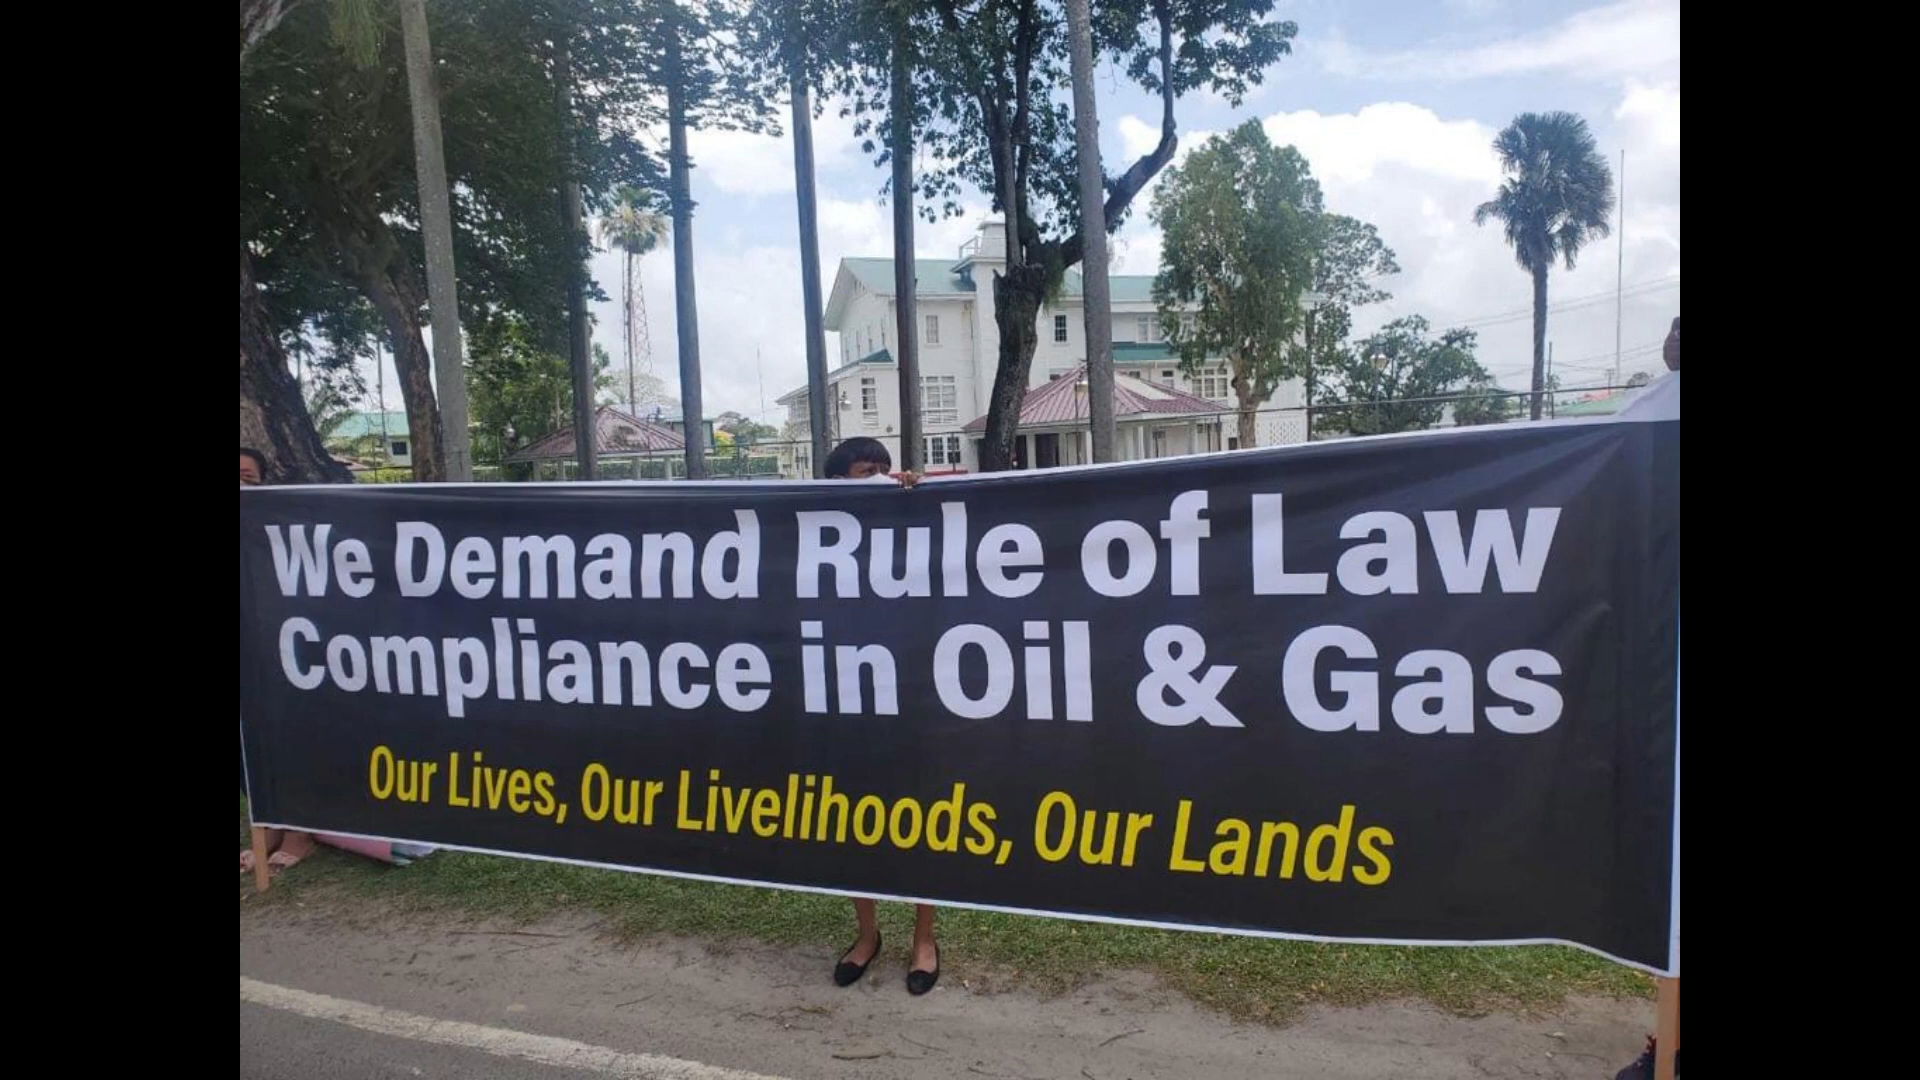 We Demand Rule of Law
Compliance in Oil & Gas
Our Lives, Our Livelihoods, Our Lands